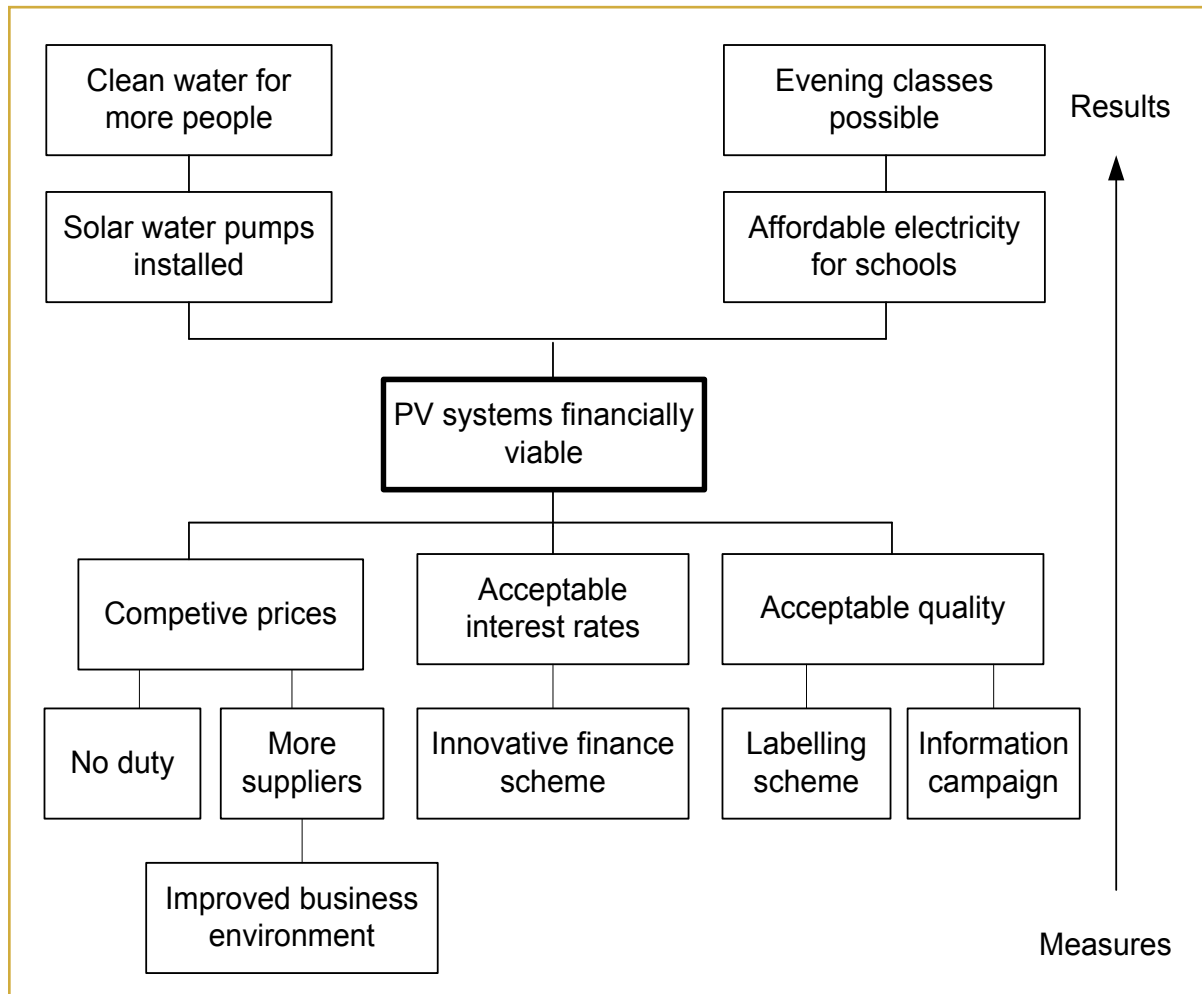 Clean water for
more people
Evening classes
possible
Results
Solar water pumps
installed
Affordable electricity
for schools
PV systems financially
viable
Competive prices
Acceptable
interest rates
Acceptable quality
No duty
More
suppliers
Innovative finance
scheme
Labelling
scheme
Information
campaign
Improved business
environment
Measures